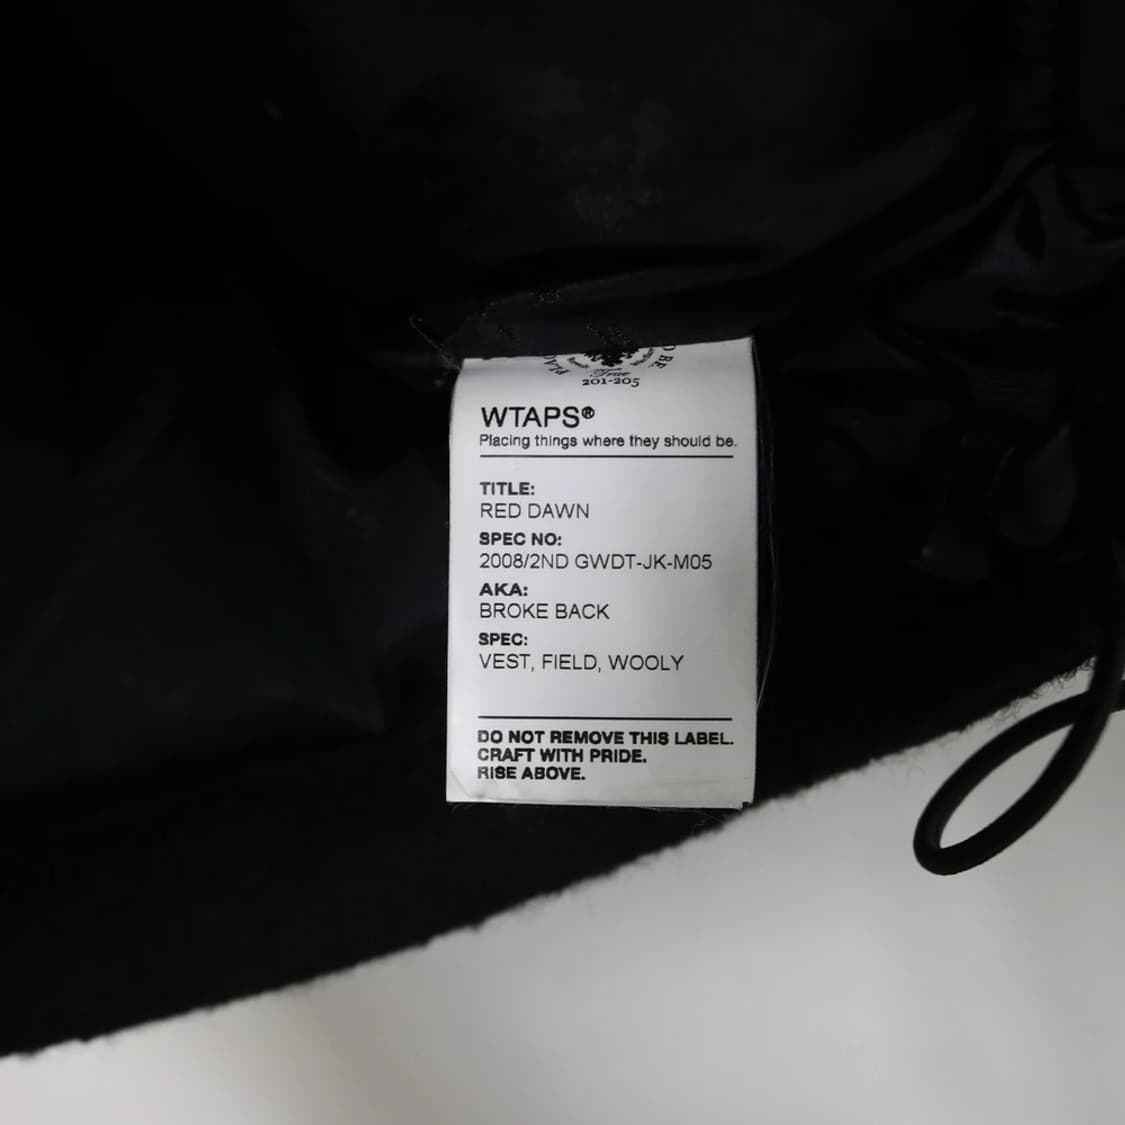 201-205
WTAPS®
Placing things where they should be.
TITLE:
RED DAWN
SPEC NO:
2008/2ND GWDT-JK-M05
AKA:
BROKE BACK
SPEC:
VEST, FIELD, WOOLY
DO NOT REMOVE THIS LABEL.
CRAFT WITH PRIDE.
RISE ABOVE.